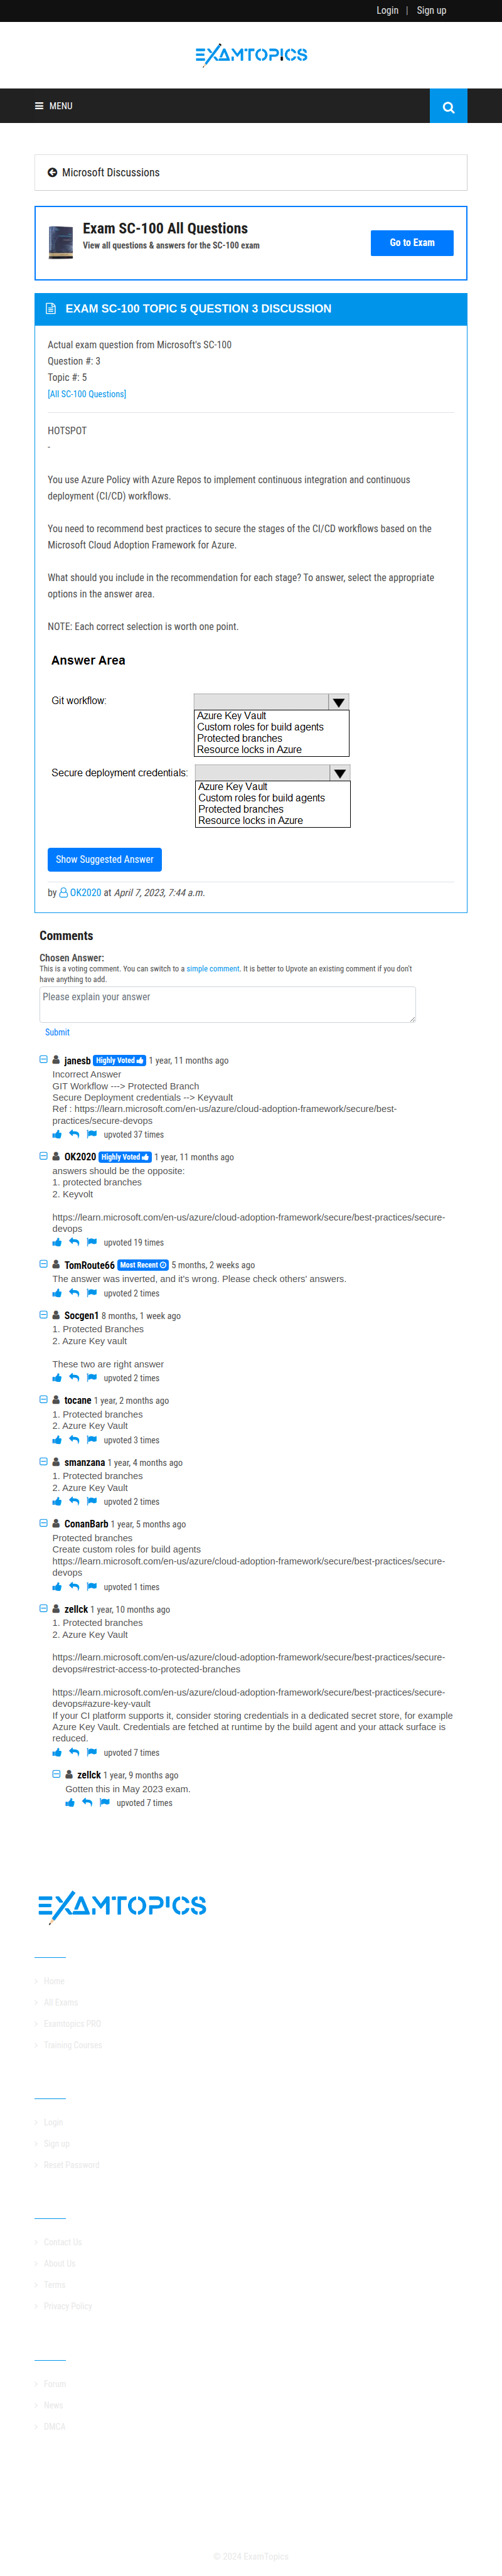 Login | Sign up
EXAMTOPICS
MENU
Microsoft Discussions
Exam SC-100 All Questions
View all questions & answers for the SC-100 exam
Go to Exam
EXAM SC-100 TOPIC 5 QUESTION 3 DISCUSSION
Actual exam question from Microsoft's SC-100
Question #: 3
Topic #: 5
[All SC-100 Questions]
HOTSPOT
-
You use Azure Policy with Azure Repos to implement continuous integration and continuous
deployment (CI/CD) workflows.
You need to recommend best practices to secure the stages of the CI/CD workflows based on the
Microsoft Cloud Adoption Framework for Azure.
What should you include in the recommendation for each stage? To answer, select the appropriate
options in the answer area.
NOTE: Each correct selection is worth one point.
Answer Area
Git workflow:
Azure Key Vault
Custom roles for build agents
Protected branches
Resource locks in Azure
Secure deployment credentials:
Azure Key Vault
Custom roles for build agents
Protected branches
Resource locks in Azure
Show Suggested Answer
by OK2020 at April 7, 2023, 7:44 a.m.
Comments
Chosen Answer:
This is a voting comment. You can switch to a simple comment. It is better to Upvote an existing comment if you don't
have anything to add.
Please explain your answer
Submit
janesb Highly Voted 1 year, 11 months ago
Incorrect Answer
GIT Workflow ---> Protected Branch
Secure Deployment credentials --> Keyvault
Ref : https://learn.microsoft.com/en-us/azure/cloud-adoption-framework/secure/best-
practices/secure-devops
upvoted 37 times
OK2020 Highly Voted 1 year, 11 months ago
answers should be the opposite:
1. protected branches
2. Keyvolt
https://learn.microsoft.com/en-us/azure/cloud-adoption-framework/secure/best-practices/secure-
devops
upvoted 19 times
TomRoute66 Most Recent 5 months, 2 weeks ago
The answer was inverted, and it's wrong. Please check others' answers.
upvoted 2 times
Socgen1 8 months, 1 week ago
1. Protected Branches
2. Azure Key vault
These two are right answer
upvoted 2 times
tocane 1 year, 2 months ago
1. Protected branches
2. Azure Key Vault
upvoted 3 times
smanzana 1 year, 4 months ago
1. Protected branches
2. Azure Key Vault
upvoted 2 times
ConanBarb 1 year, 5 months ago
Protected branches
Create custom roles for build agents
https://learn.microsoft.com/en-us/azure/cloud-adoption-framework/secure/best-practices/secure-
devops
upvoted 1 times
zellck 1 year, 10 months ago
1. Protected branches
2. Azure Key Vault
https://learn.microsoft.com/en-us/azure/cloud-adoption-framework/secure/best-practices/secure-
devops#restrict-access-to-protected-branches
https://learn.microsoft.com/en-us/azure/cloud-adoption-framework/secure/best-practices/secure-
devops#azure-key-vault
If your CI platform supports it, consider storing credentials in a dedicated secret store, for example
Azure Key Vault. Credentials are fetched at runtime by the build agent and your attack surface is
reduced.
upvoted 7 times
zellck 1 year, 9 months ago
Gotten this in May 2023 exam.
upvoted 7 times
EXAMTOPICS
Home
All Exams
Examtopics PRO
Training Courses
Login
Sign up
Reset Password
Contact Us
About Us
Terms
Privacy Policy
Forum
News
DMCA
© 2024 ExamTopics